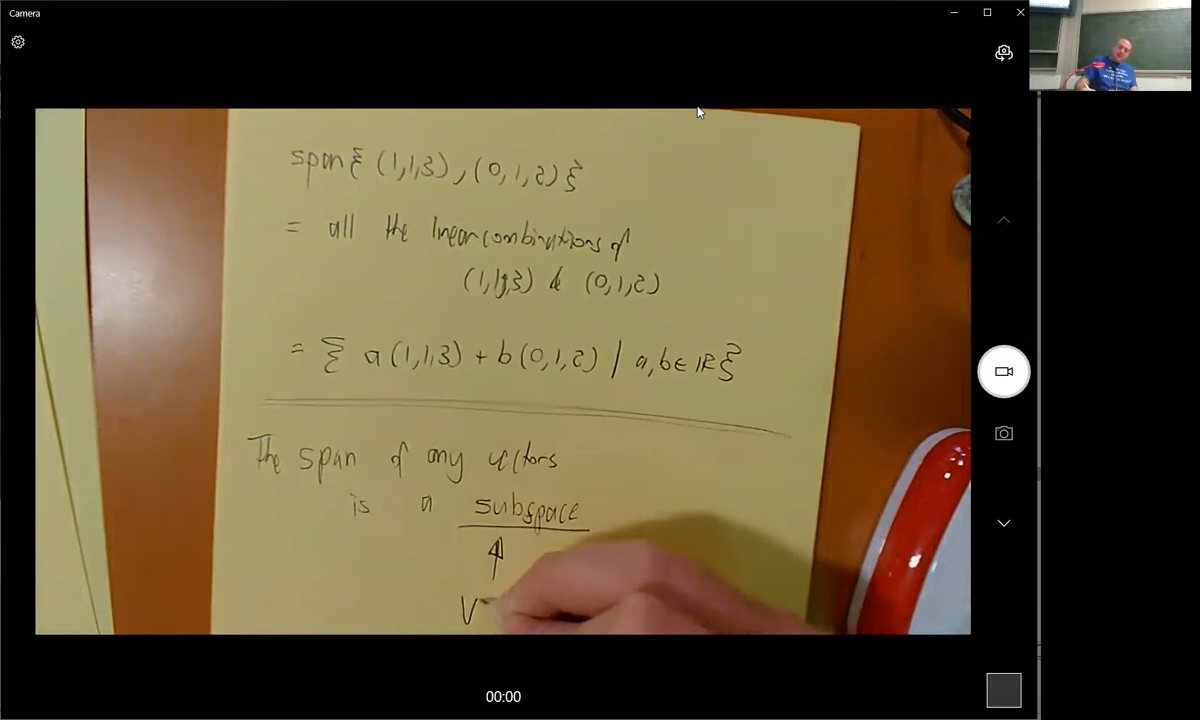 Camera
span{ (1,1,3), (0,1,2) }
= all the linear combinations of
(1,1,3) & (0,1,2)
= { a(1,1,3) + b(0,1,2) | a,b ∈ ℝ }
The span of any vectors
is a subspace
V
00:00